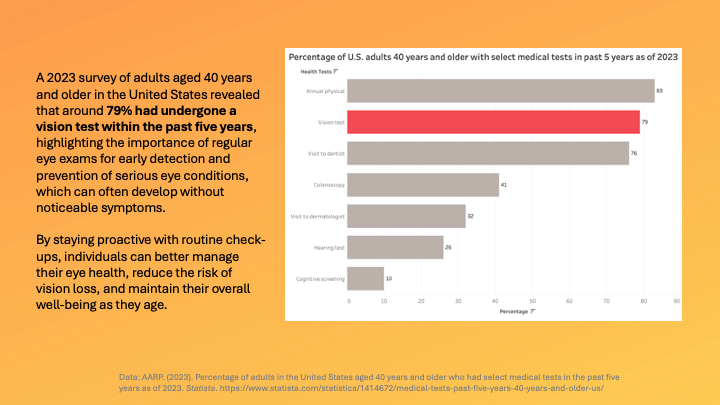 A 2023 survey of adults aged 40 years
and older in the United States revealed
that around 79% had undergone a
vision test within the past five years,
highlighting the importance of regular
eye exams for early detection and
prevention of serious eye conditions,
which can often develop without
noticeable symptoms.
By staying proactive with routine check-
ups, individuals can better manage
their eye health, reduce the risk of
vision loss, and maintain their overall
well-being as they age.
Percentage of U.S. adults 40 years and older with select medical tests in past 5 years as of 2023
Health Tests
Annual physical 83
Vision test 79
Visit to dentist 76
Colonoscopy 41
Visit to dermatologist 32
Hearing test 26
Cognitive screening 10
0 10 20 30 40 50 60 70 80 90
Percentage
Data: AARP. (2023). Percentage of adults in the United States aged 40 years and older who had select medical tests in the past five
years as of 2023. Statista. https://www.statista.com/statistics/1414672/medical-tests-past-five-years-40-years-and-older-us/